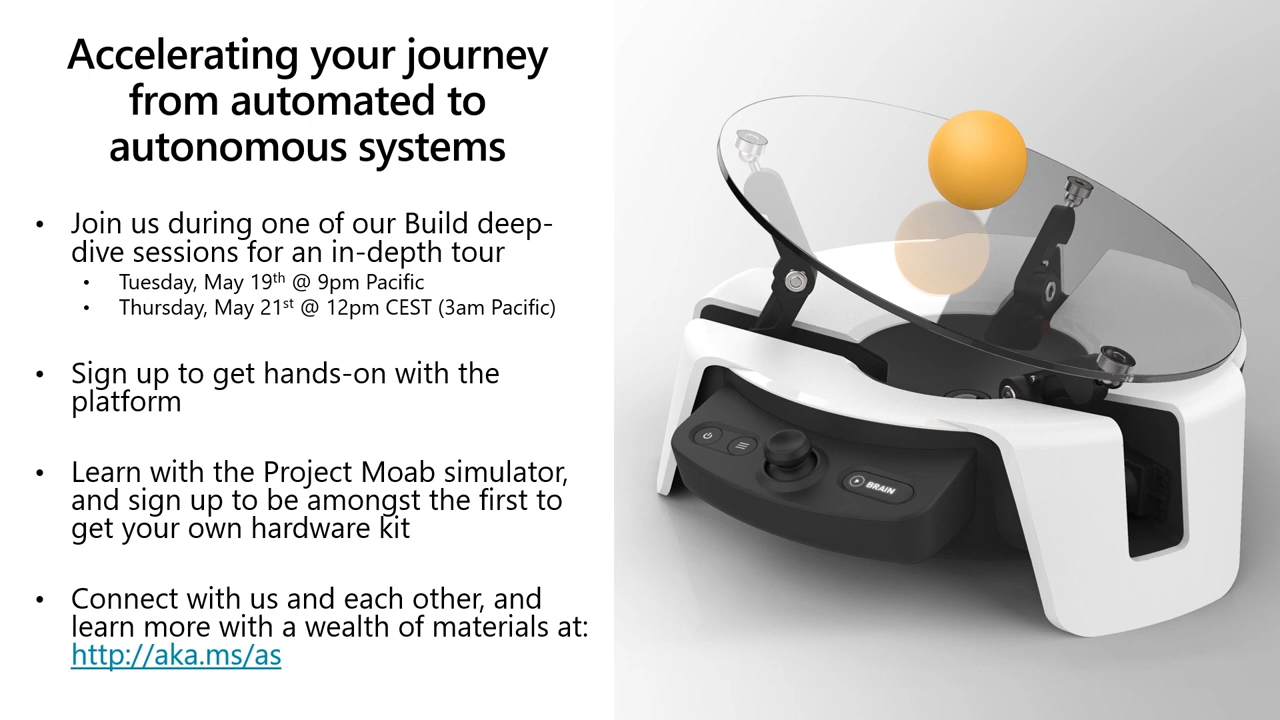 Accelerating your journey
from automated to
autonomous systems
• Join us during one of our Build deep-
dive sessions for an in-depth tour
• Tuesday, May 19th @ 9pm Pacific
• Thursday, May 21st @ 12pm CEST (3am Pacific)
• Sign up to get hands-on with the
platform
• Learn with the Project Moab simulator,
and sign up to be amongst the first to
get your own hardware kit
• Connect with us and each other, and
learn more with a wealth of materials at:
http://aka.ms/as
BRAIN